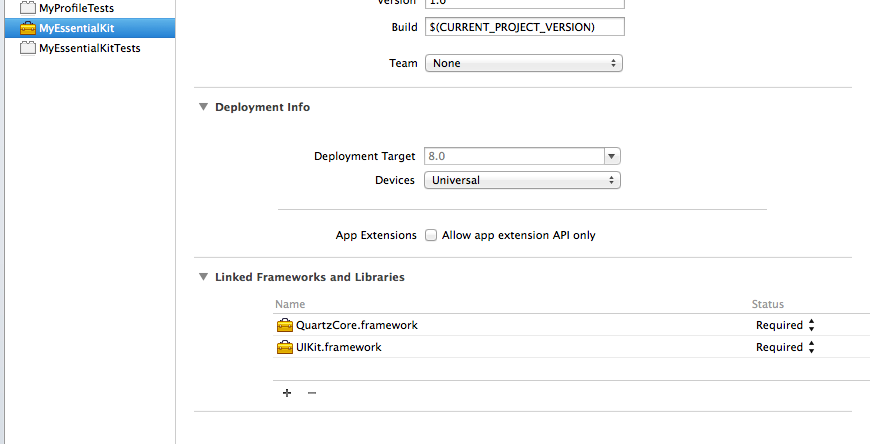 MyProfileTests
MyEssentialKit
MyEssentialKitTests
Version 1.0
Build $(CURRENT_PROJECT_VERSION)
Team None
Deployment Info
Deployment Target 8.0
Devices Universal
App Extensions Allow app extension API only
Linked Frameworks and Libraries
Name Status
QuartzCore.framework Required
UIKit.framework Required
+ −